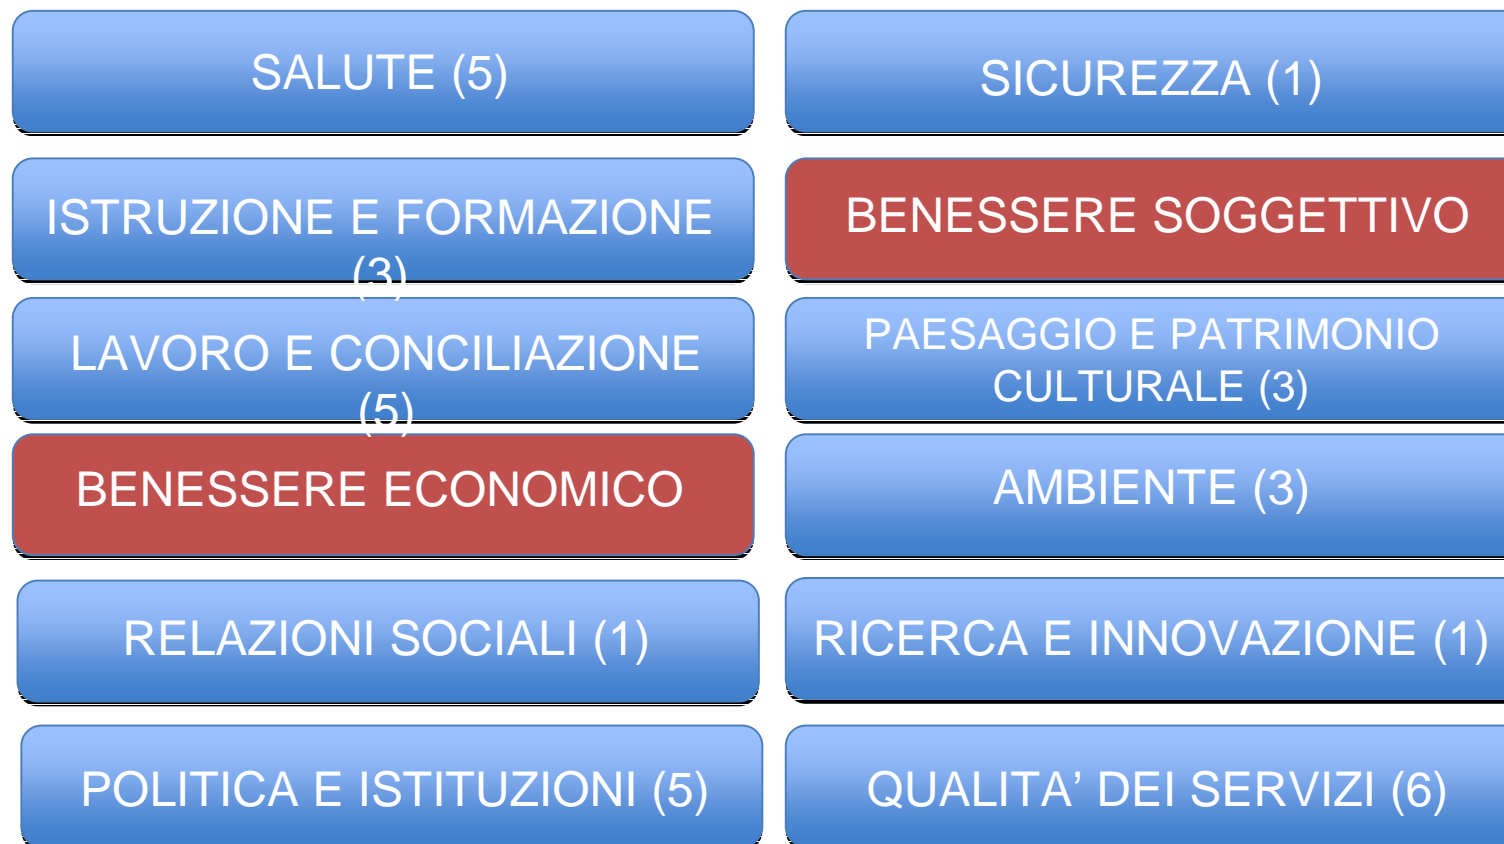 SALUTE (5)
SICUREZZA (1)
ISTRUZIONE E FORMAZIONE
(3)
BENESSERE SOGGETTIVO
LAVORO E CONCILIAZIONE
(5)
PAESAGGIO E PATRIMONIO
CULTURALE (3)
BENESSERE ECONOMICO
AMBIENTE (3)
RELAZIONI SOCIALI (1)
RICERCA E INNOVAZIONE (1)
POLITICA E ISTITUZIONI (5)
QUALITA’ DEI SERVIZI (6)